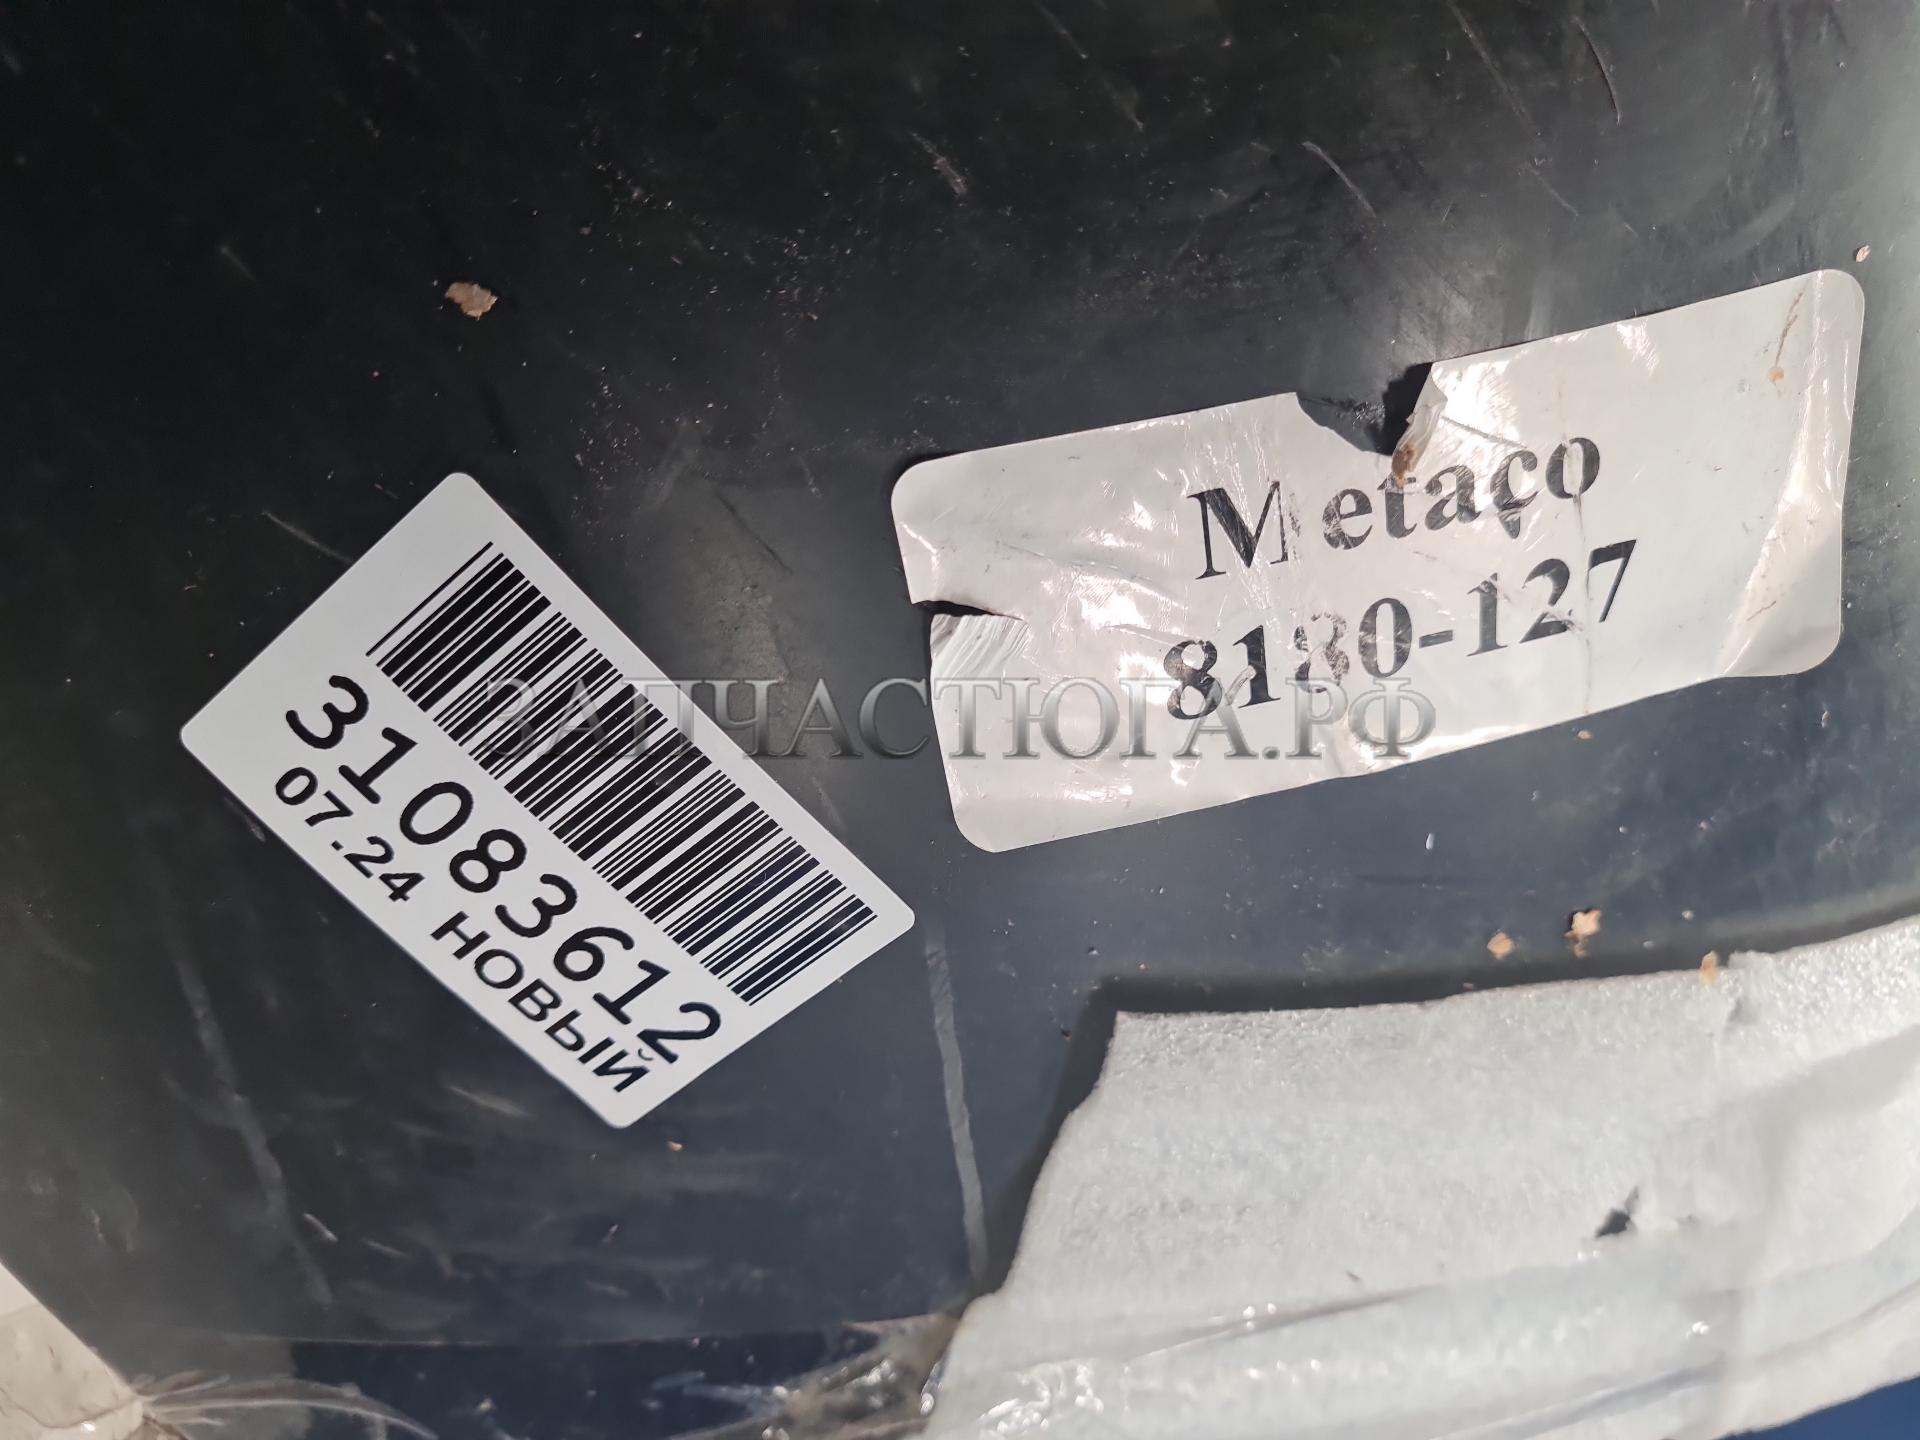 Metaço
8180-127
31083612
07.24 НОВЫЙ
ЗАПЧАСТЮГА.РФ